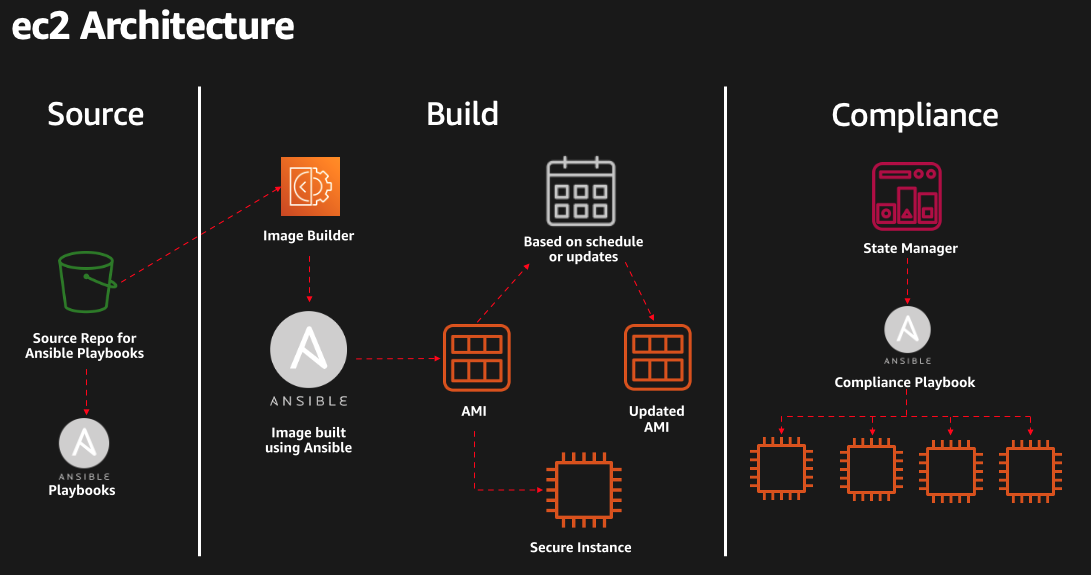 ec2 Architecture
Source
Source Repo for
Ansible Playbooks
ANSIBLE
Playbooks
Build
Image Builder
ANSIBLE
Image built
using Ansible
AMI
Based on schedule
or updates
Updated
AMI
Secure Instance
Compliance
State Manager
ANSIBLE
Compliance Playbook